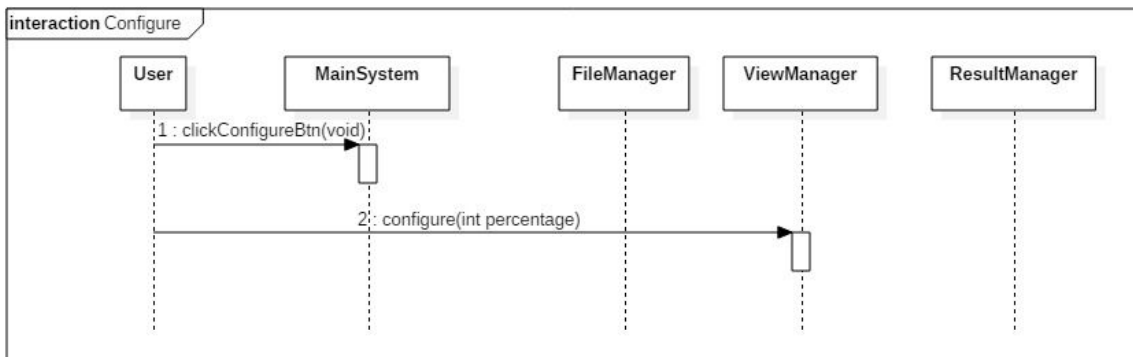 interaction Configure
User
MainSystem
FileManager
ViewManager
ResultManager
1 : clickConfigureBtn(void)
2 : configure(int percentage)